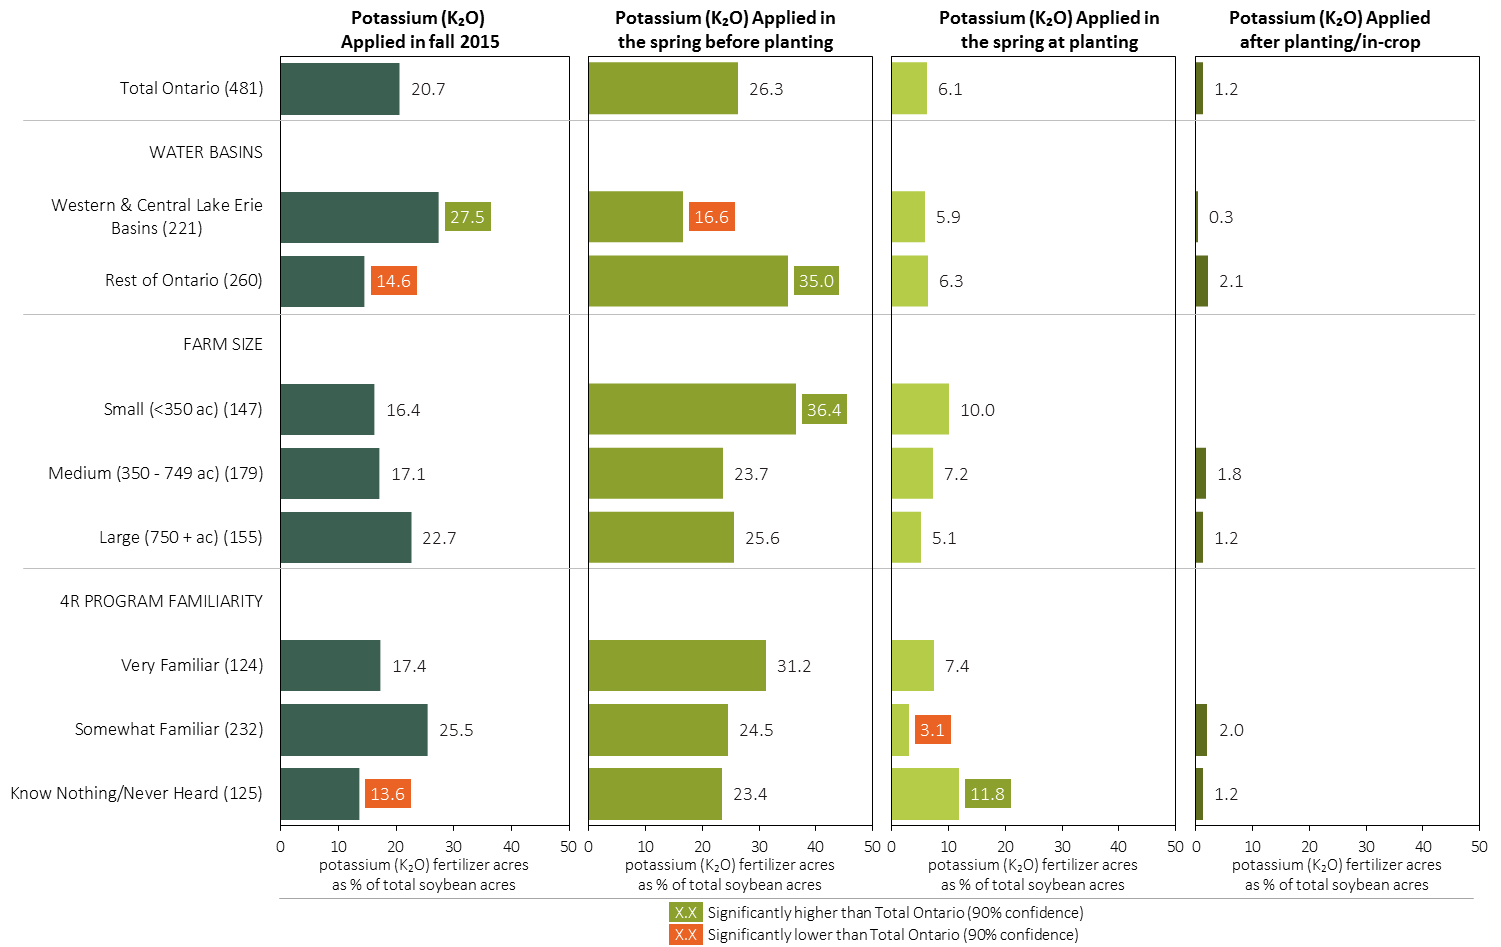 Potassium (K₂O)
Applied in fall 2015
Potassium (K₂O) Applied in
the spring before planting
Potassium (K₂O) Applied in
the spring at planting
Potassium (K₂O) Applied
after planting/in-crop
Total Ontario (481)
20.7
26.3
6.1
1.2
WATER BASINS
Western & Central Lake Erie
Basins (221)
27.5
16.6
5.9
0.3
Rest of Ontario (260)
14.6
35.0
6.3
2.1
FARM SIZE
Small (<350 ac) (147)
16.4
36.4
10.0
Medium (350 - 749 ac) (179)
17.1
23.7
7.2
1.8
Large (750 + ac) (155)
22.7
25.6
5.1
1.2
4R PROGRAM FAMILIARITY
Very Familiar (124)
17.4
31.2
7.4
Somewhat Familiar (232)
25.5
24.5
3.1
2.0
Know Nothing/Never Heard (125)
13.6
23.4
11.8
1.2
0 10 20 30 40 50
0 10 20 30 40 50
0 10 20 30 40 50
0 10 20 30 40 50
potassium (K₂O) fertilizer acres
as % of total soybean acres
potassium (K₂O) fertilizer acres
as % of total soybean acres
potassium (K₂O) fertilizer acres
as % of total soybean acres
potassium (K₂O) fertilizer acres
as % of total soybean acres
X.X Significantly higher than Total Ontario (90% confidence)
X.X Significantly lower than Total Ontario (90% confidence)